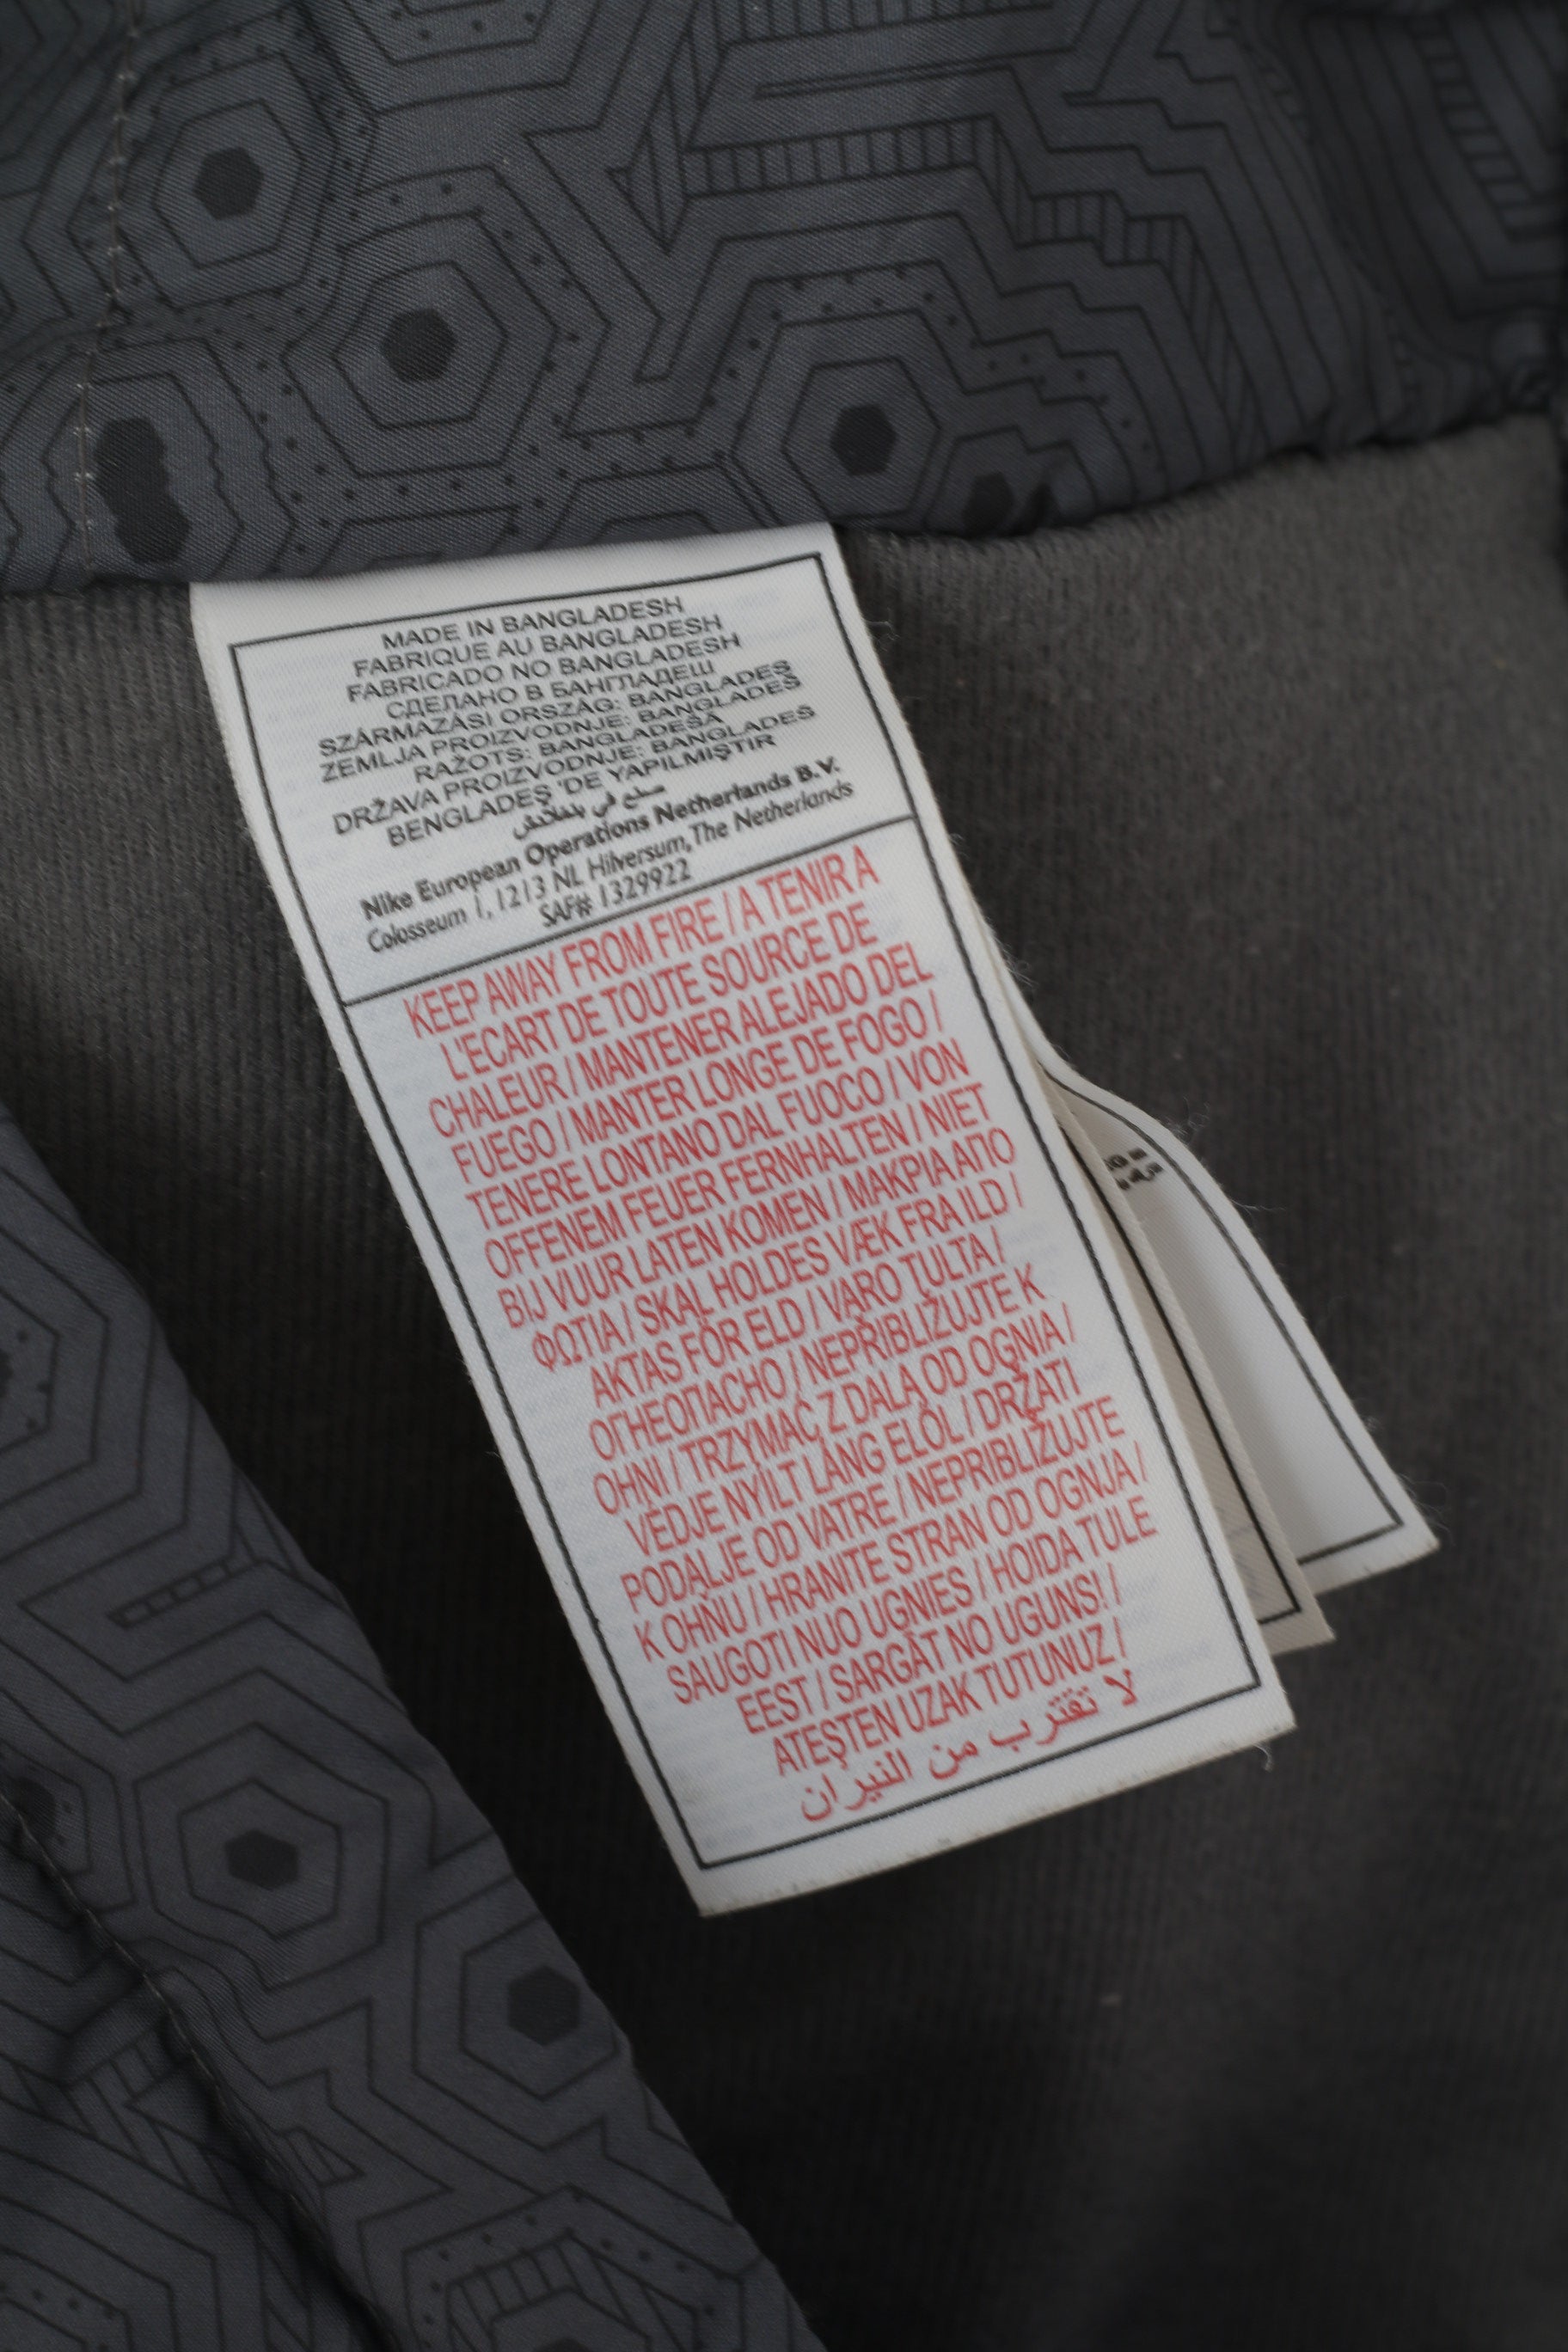 MADE IN BANGLADESH
FABRIQUE AU BANGLADESH
FABRICADO NO BANGLADESH
СДЕЛАНО В БАНГЛАДЕШ
SZÁRMAZÁSI ORSZÁG: BANGLADEŞ
ZEMLJA PROIZVODNJE: BANGLADEŠ
RAŽOTS: BANGLADEŠA
DRŽAVA PROIZVODNJE: BANGLADEŠ
BENGLADEŞ 'DE YAPILMIŞTIR
صنع في بنغلادش
Nike European Operations Netherlands B.V.
Colosseum 1, 1213 NL Hilversum, The Netherlands
SAF# 1329922
KEEP AWAY FROM FIRE / A TENIR A
L'ECART DE TOUTE SOURCE DE
CHALEUR / MANTENER ALEJADO DEL
FUEGO / MANTER LONGE DE FOGO /
TENERE LONTANO DAL FUOCO / VON
OFFENEM FEUER FERNHALTEN / NIET
BIJ VUUR LATEN KOMEN / ΜΑΚΡΙΑ ΑΠΟ
ΦΩΤΙΑ / SKAL HOLDES VÆK FRA ILD /
AKTAS FÖR ELD / VARO TULTA /
ОГНЕОПАСНО / NEPŘIBLIŽUJTE K
OHNI / TRZYMAĆ Z DALA OD OGNIA /
VÉDJE NYÍLT LÁNG ELŐL / DRŽATI
PODALJE OD VATRE / NEPRIBLIŽUJTE
K OHŇU / HRANITE STRAN OD OGNJA /
SAUGOTI NUO UGNIES / HOIDA TULE
EEST / SARGĀT NO UGUNS! /
ATEŞTEN UZAK TUTUNUZ /
لا تقترب من النيران